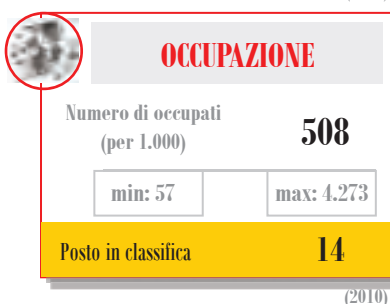 OCCUPAZIONE
Numero di occupati
(per 1.000)
508
min: 57
max: 4.273
Posto in classifica
14
(2010)